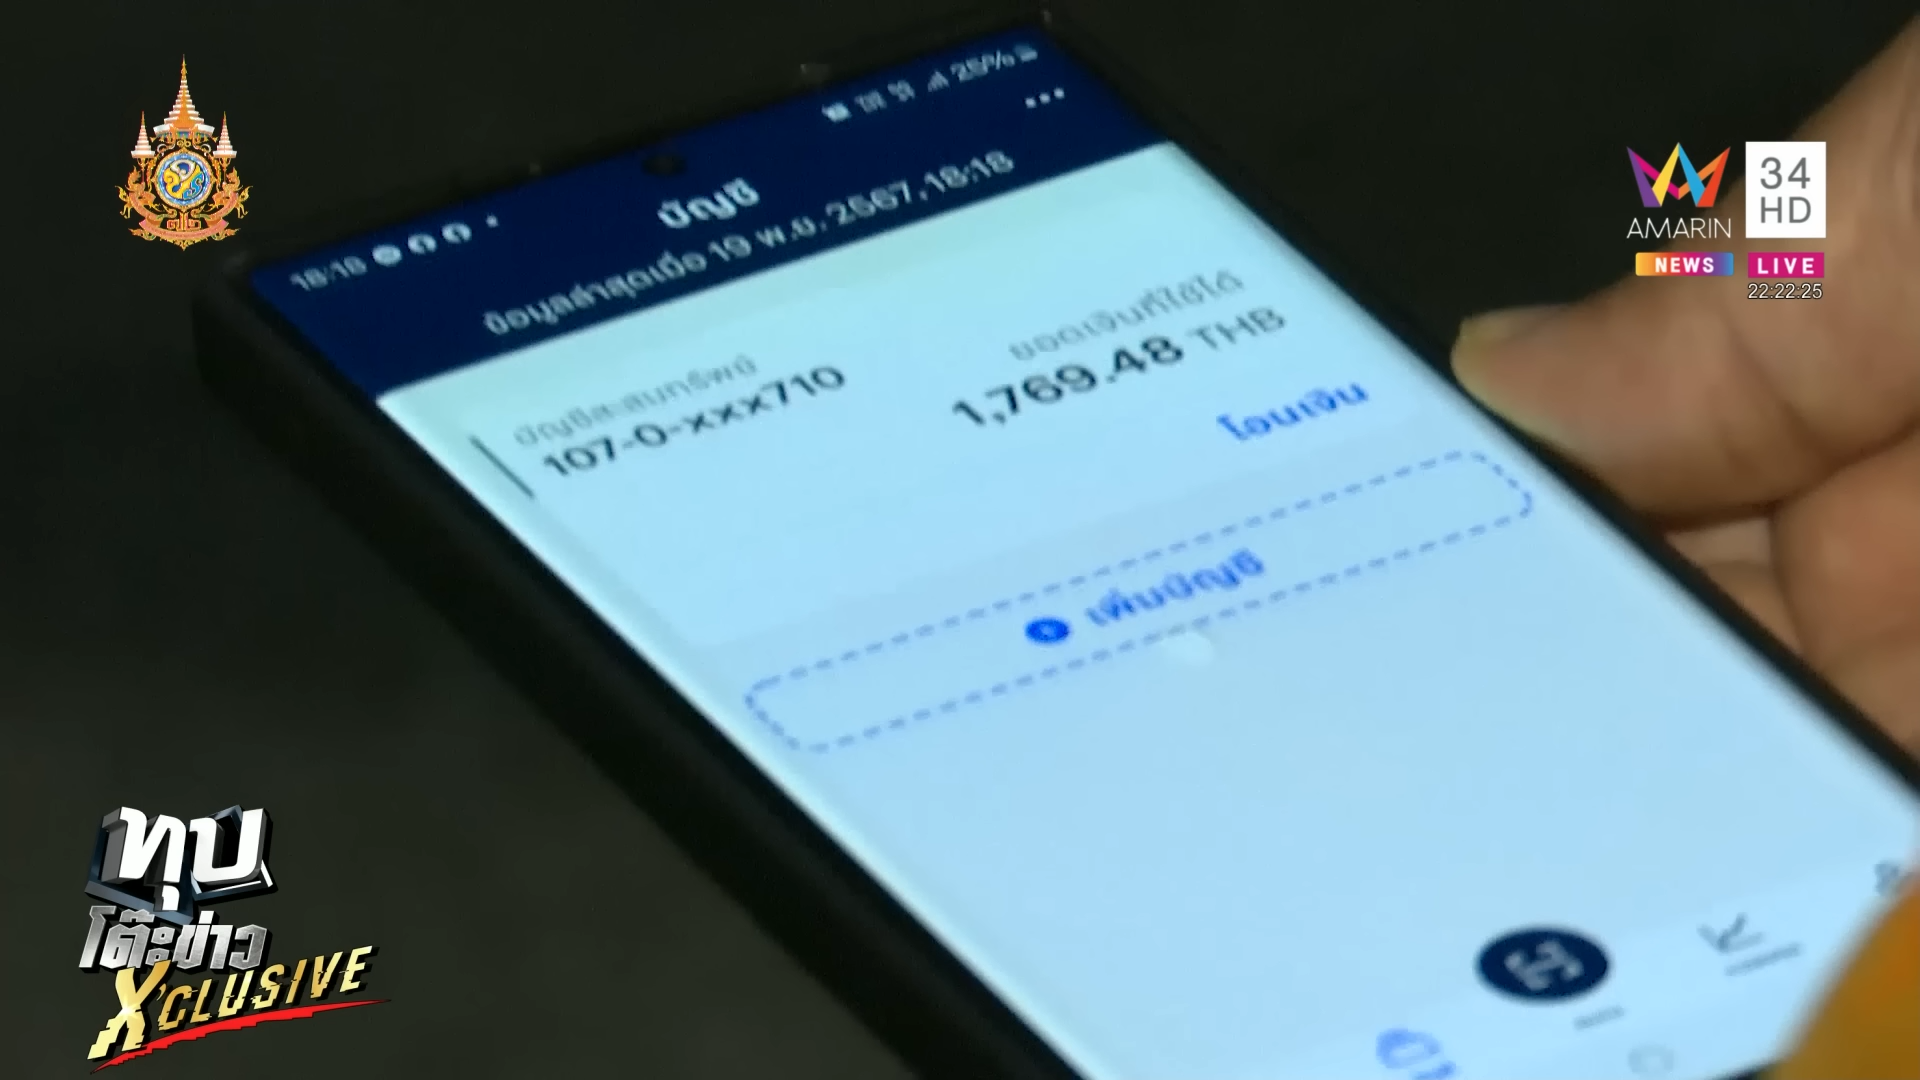 AMARIN
34
HD
NEWS
LIVE
22:22:25
25%
18:18
บัญชี
ข้อมูลล่าสุดเมื่อ 19 พ.ย. 2567, 18:18
บัญชีสะสมทรัพย์
107-0-xxx710
ยอดเงินที่ใช้ได้
1,769.48 THB
โอนเงิน
เพิ่มบัญชี
ทุบ
โต๊ะข่าว
X'CLUSIVE